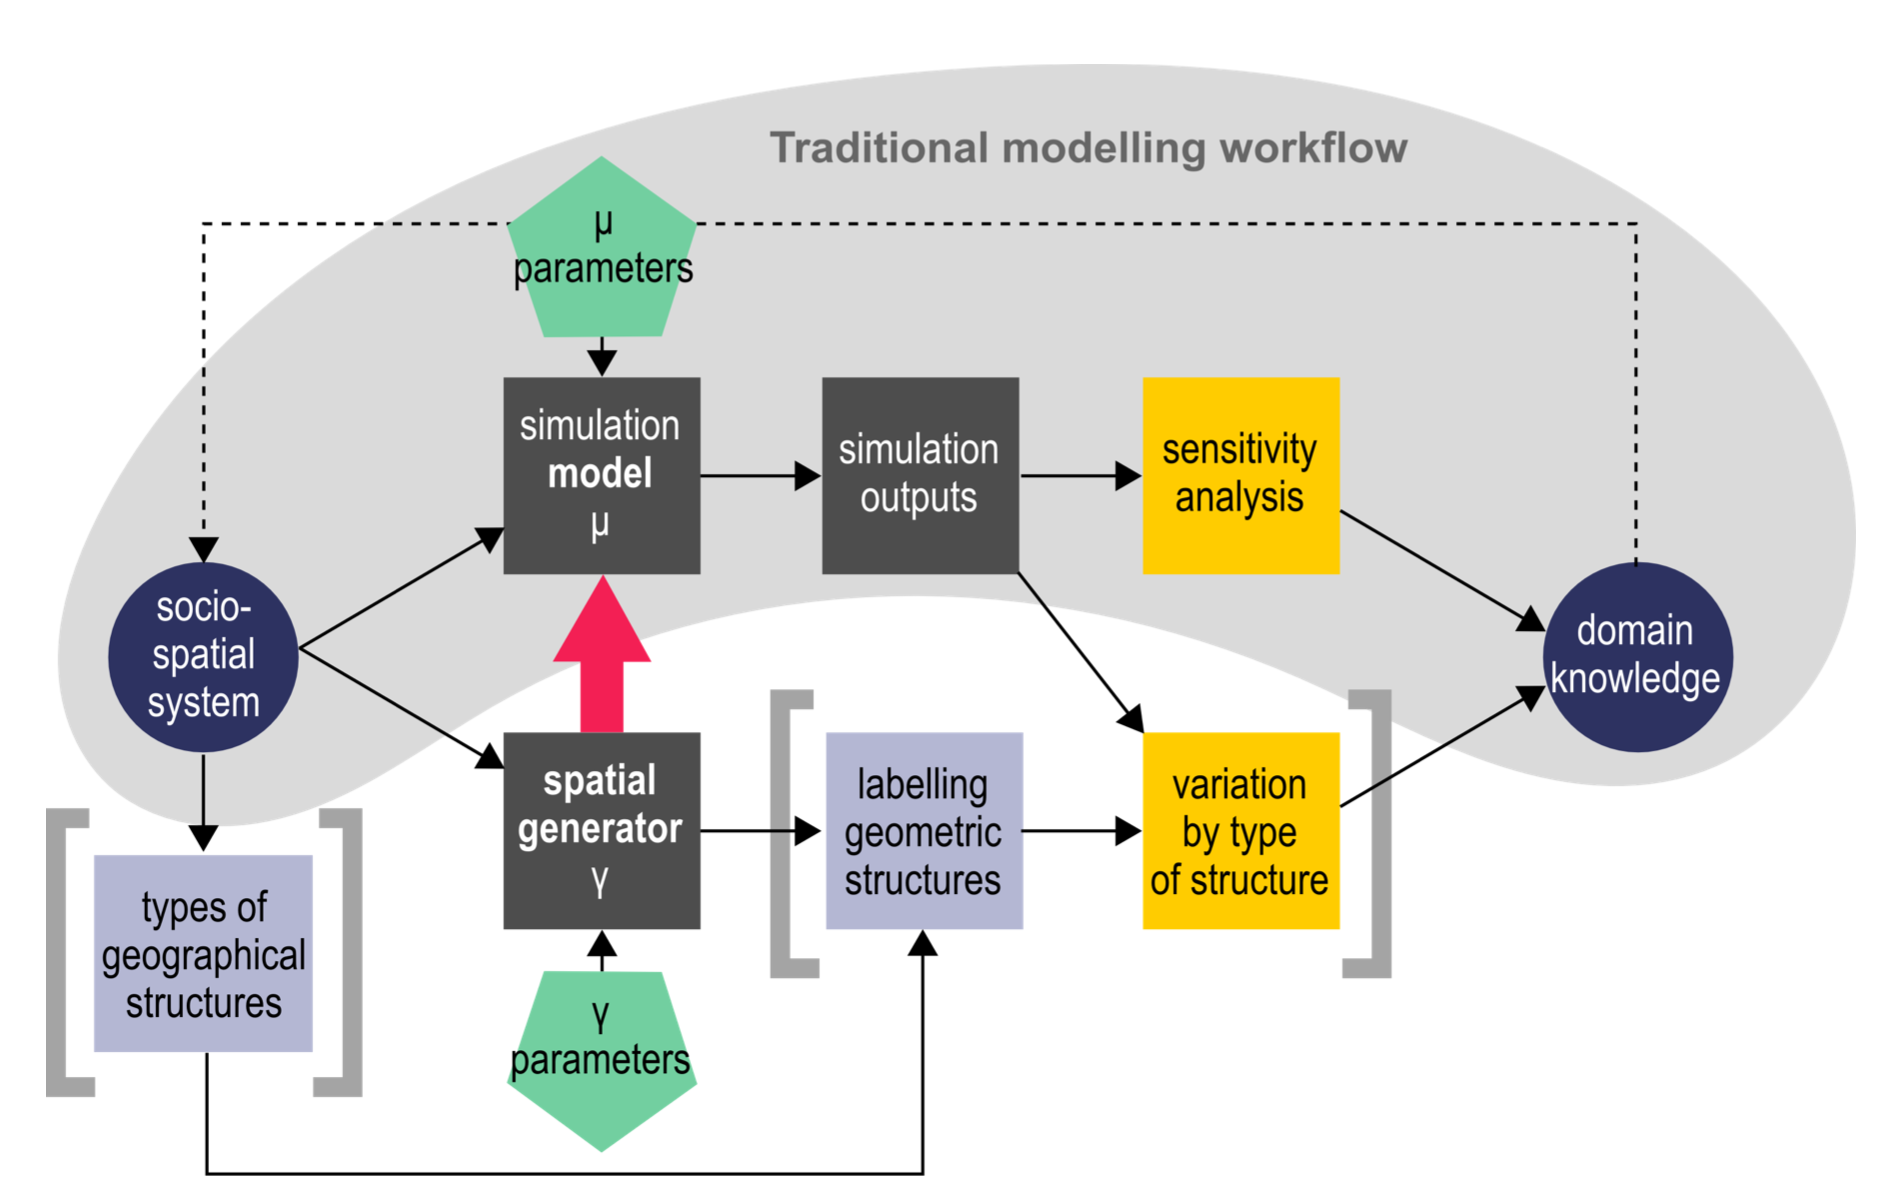 Traditional modelling workflow
μ
parameters
simulation
model
μ
simulation
outputs
sensitivity
analysis
socio-
spatial
system
domain
knowledge
spatial
generator
γ
labelling
geometric
structures
variation
by type
of structure
types of
geographical
structures
γ
parameters